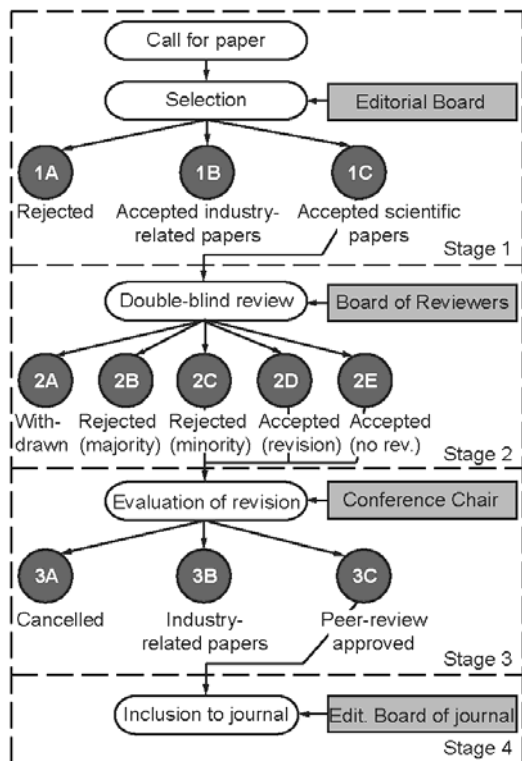 Call for paper
Selection
Editorial Board
1A
1B
1C
Rejected
Accepted industry-
related papers
Accepted scientific
papers
Stage 1
Double-blind review
Board of Reviewers
2A
2B
2C
2D
2E
With-
drawn
Rejected
(majority)
Rejected
(minority)
Accepted
(revision)
Accepted
(no rev.)
Stage 2
Evaluation of revision
Conference Chair
3A
3B
3C
Cancelled
Industry-
related papers
Peer-review
approved
Stage 3
Inclusion to journal
Edit. Board of journal
Stage 4